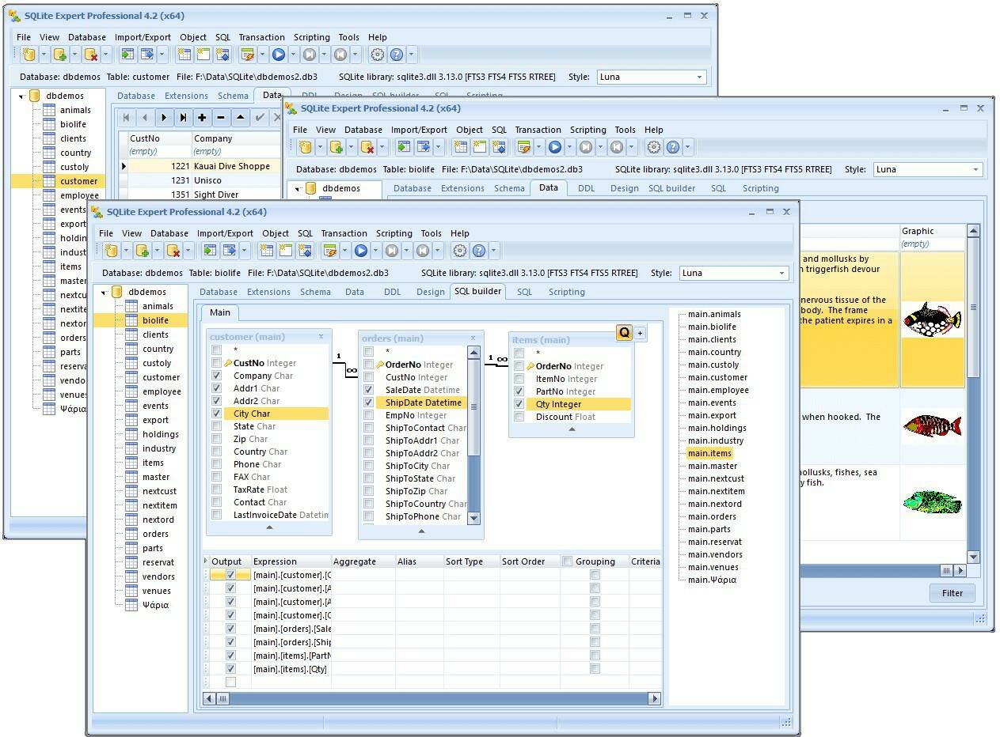 SQLite Expert Professional 4.2 (x64)
File View Database Import/Export Object SQL Transaction Scripting Tools Help
Database: dbdemos Table: customer File: F:\Data\SQLite\dbdemos2.db3 SQLite library: sqlite3.dll 3.13.0 [FTS3 FTS4 FTS5 RTREE] Style: Luna
dbdemos
animals
biolife
clients
country
custoly
customer
employee
events
export
holdin
indust
items
master
nextcu
nextite
nextor
orders
parts
reserva
vendo
venues
Ψάρια
Database Extensions Schema Data
CustNo Company
(empty) (empty)
1221 Kauai Dive Shoppe
1231 Unisco
1351 Sight Diver
SQLite Expert Professional 4.2 (x64)
File View Database Import/Export Object SQL Transaction Scripting Tools Help
Database: dbdemos Table: biolife File: F:\Data\SQLite\dbdemos2.db3 SQLite library: sqlite3.dll 3.13.0 [FTS3 FTS4 FTS5 RTREE] Style: Luna
dbdemos
Database Extensions Schema Data DDL Design SQL builder SQL Scripting
Graphic
(empty)
and mollusks by
triggerfish devour
nervous tissue of the
body. The frame
the patient expires in a
when hooked. The
mollusks, fishes, sea
y fish.
Filter
SQLite Expert Professional 4.2 (x64)
File View Database Import/Export Object SQL Transaction Scripting Tools Help
Database: dbdemos Table: biolife File: F:\Data\SQLite\dbdemos2.db3 SQLite library: sqlite3.dll 3.13.0 [FTS3 FTS4 FTS5 RTREE] Style: Luna
dbdemos
animals
biolife
clients
country
custoly
customer
employee
events
export
holdings
industry
items
master
nextcust
nextitem
nextord
orders
parts
reservat
vendors
venues
Ψάρια
Database Extensions Schema Data DDL Design SQL builder SQL Scripting
Main
Q +
customer (main)
*
CustNo Integer
Company Char
Addr1 Char
Addr2 Char
City Char
State Char
Zip Char
Country Char
Phone Char
FAX Char
TaxRate Float
Contact Char
LastInvoiceDate Datetim
1 ∞
orders (main)
*
OrderNo Integer
CustNo Integer
SaleDate Datetime
ShipDate Datetime
EmpNo Integer
ShipToContact Char
ShipToAddr1 Char
ShipToAddr2 Char
ShipToCity Char
ShipToState Char
ShipToZip Char
ShipToCountry Char
ShipToPhone Char
1 ∞
items (main)
*
OrderNo Integer
ItemNo Integer
PartNo Integer
Qty Integer
Discount Float
Output Expression Aggregate Alias Sort Type Sort Order Grouping Criteria
[main].[customer].[C
[main].[customer].[A
[main].[customer].[A
[main].[customer].[C
[main].[orders].[Sale
[main].[orders].[Ship
[main].[items].[PartN
[main].[items].[Qty]
main.animals
main.biolife
main.clients
main.country
main.custoly
main.customer
main.employee
main.events
main.export
main.holdings
main.industry
main.items
main.master
main.nextcust
main.nextitem
main.nextord
main.orders
main.parts
main.reservat
main.vendors
main.venues
main.Ψάρια